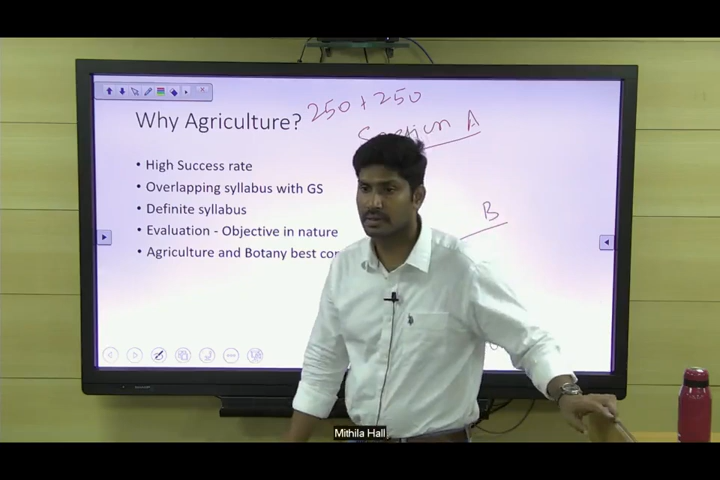 250 + 250
Why Agriculture?
Section A
• High Success rate
• Overlapping syllabus with GS
• Definite syllabus
B
• Evaluation - Objective in nature
• Agriculture and Botany best
Mithila Hall